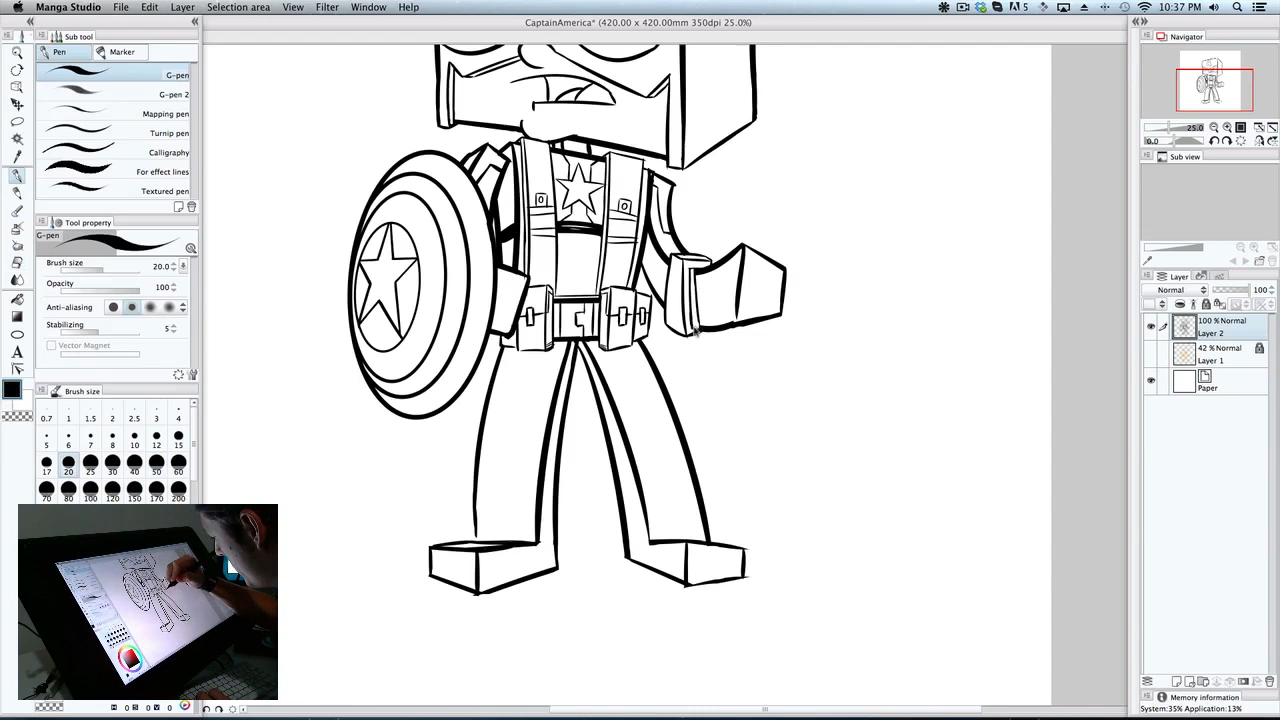 Manga Studio File Edit Layer Selection area View Filter Window Help 5 10:37 PM
CaptainAmerica* (420.00 x 420.00mm 350dpi 25.0%)
Sub tool
Pen Marker
G-pen
G-pen 2
Mapping pen
Turnip pen
Calligraphy
For effect lines
Textured pen
Tool property
G-pen
Brush size 20.0
Opacity 100
Anti-aliasing
Stabilizing 5
Vector Magnet
Brush size
0.7 1 1.5 2 2.5 3 4
5 6 7 8 10 12 15
17 20 25 30 40 50 60
70 80 100 120 150 170 200
H 0 S 0 V 0
Navigator
25.0
0.0
Sub view
Layer
Normal 100
100 % Normal
Layer 2
42 % Normal
Layer 1
Paper
Memory information
System:35% Application:13%